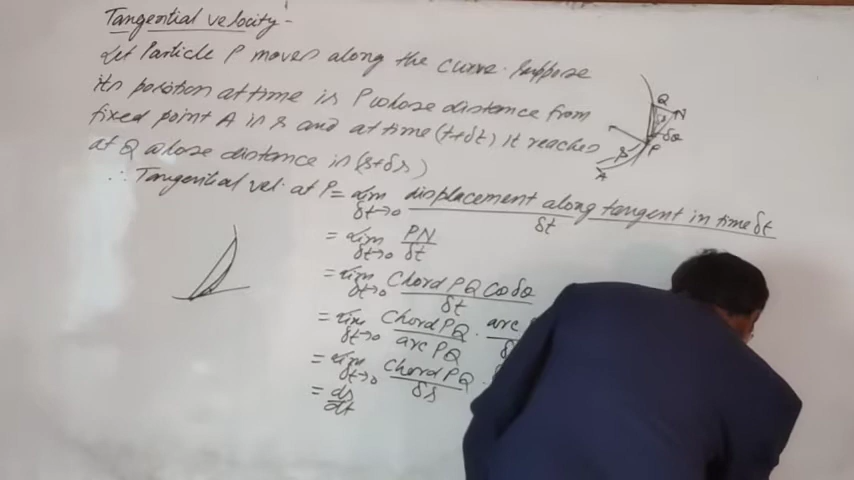 Tangential velocity:-
Let Particle P moves along the curve. Suppose
its position at time is P whose distance from
fixed point A is s and at time (t+δt) it reaches
at Q whose distance is (s+δs)
∴ Tangential vel. at P = lim δt→0 displacement along tangent in time δt / δt
= lim δt→0 PN / δt
= lim δt→0 Chord PQ Cos δθ / δt
= lim δt→0 Chord PQ / arc PQ . arc
= lim δt→0 Chord PQ / δs .
= ds / dt
Q
N
δs
δθ
P
s
A